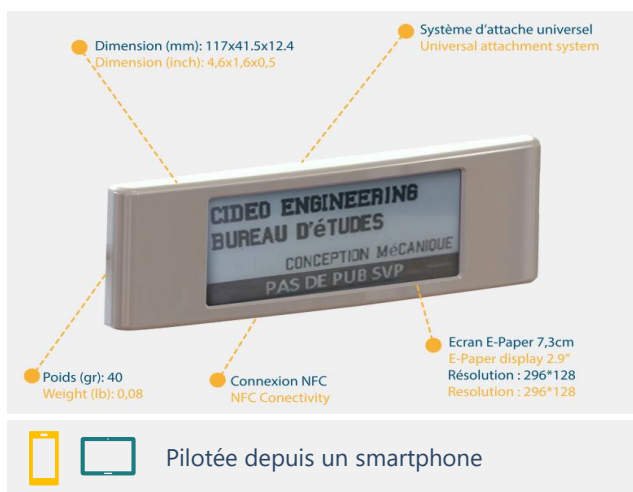 Dimension (mm): 117x41.5x12.4
Dimension (inch): 4,6x1,6x0,5
Système d'attache universel
Universal attachment system
CIDEO ENGINEERING
BUREAU D'éTUDES
CONCEPTION MéCANIQUE
PAS DE PUB SVP
Poids (gr): 40
Weight (lb): 0,08
Connexion NFC
NFC Conectivity
Ecran E-Paper 7,3cm
E-Paper display 2.9"
Résolution : 296*128
Resolution : 296*128
Pilotée depuis un smartphone